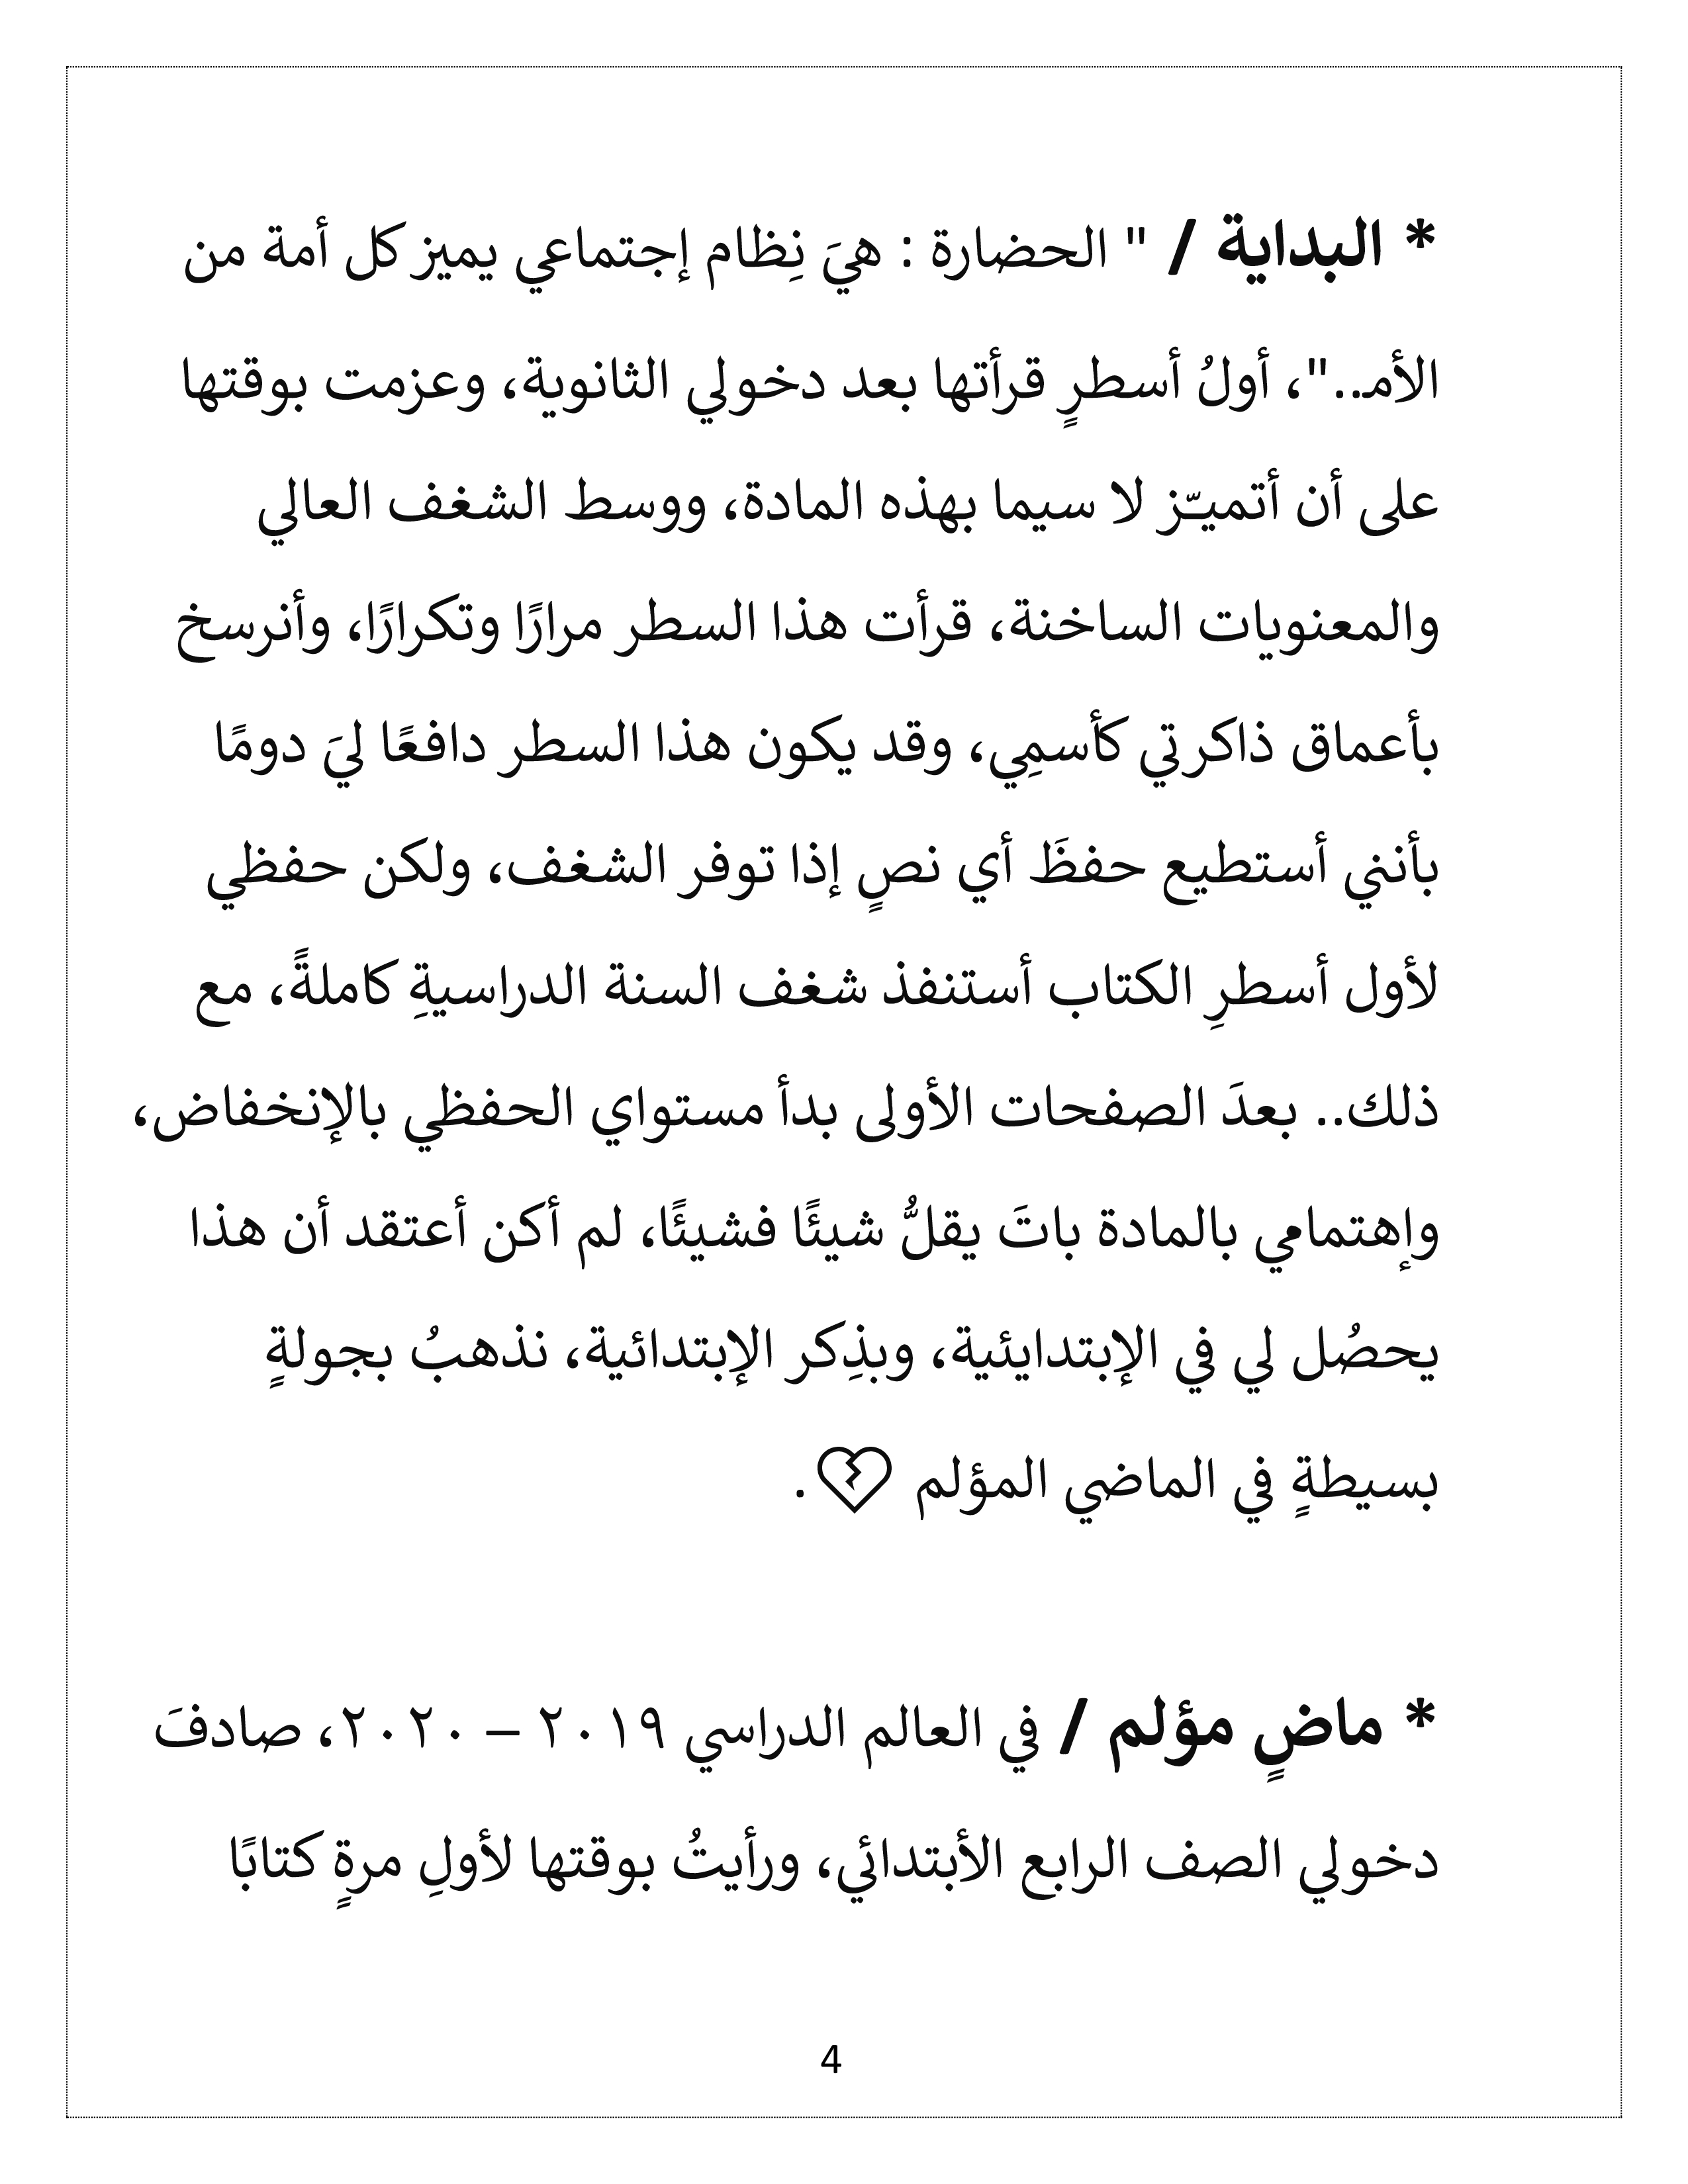 * البداية / " الحضارة : هيَ نِظام إجتماعي يميز كل أمة من
الأمـ.."، أولُ أسطرٍ قرأتها بعد دخولي الثانوية، وعزمت بوقتها
على أن أتميـّز لا سيما بهذه المادة، ووسط الشغف العالي
والمعنويات الساخنة، قرأت هذا السطر مرارًا وتكرارًا، وأنرسخ
بأعماق ذاكرتي كأسمِي، وقد يكون هذا السطر دافعًا ليَ دومًا
بأنني أستطيع حفظَ أي نصٍ إذا توفر الشغف، ولكن حفظي
لأول أسطرِ الكتاب أستنفذ شغف السنة الدراسيةِ كاملةً، مع
ذلك.. بعدَ الصفحات الأولى بدأ مستواي الحفظي بالإنخفاض،
وإهتمامي بالمادة باتَ يقلُّ شيئًا فشيئًا، لم أكن أعتقد أن هذا
يحصُل لي في الإبتدايئية، وبذِكر الإبتدائية، نذهبُ بجولةٍ
بسيطةٍ في الماضي المؤلم 💔.
* ماضٍ مؤلم / في العالم الدراسي ٢٠١٩ – ٢٠٢٠، صادفَ
دخولي الصف الرابع الأبتدائي، ورأيتُ بوقتها لأولِ مرةٍ كتابًا
4